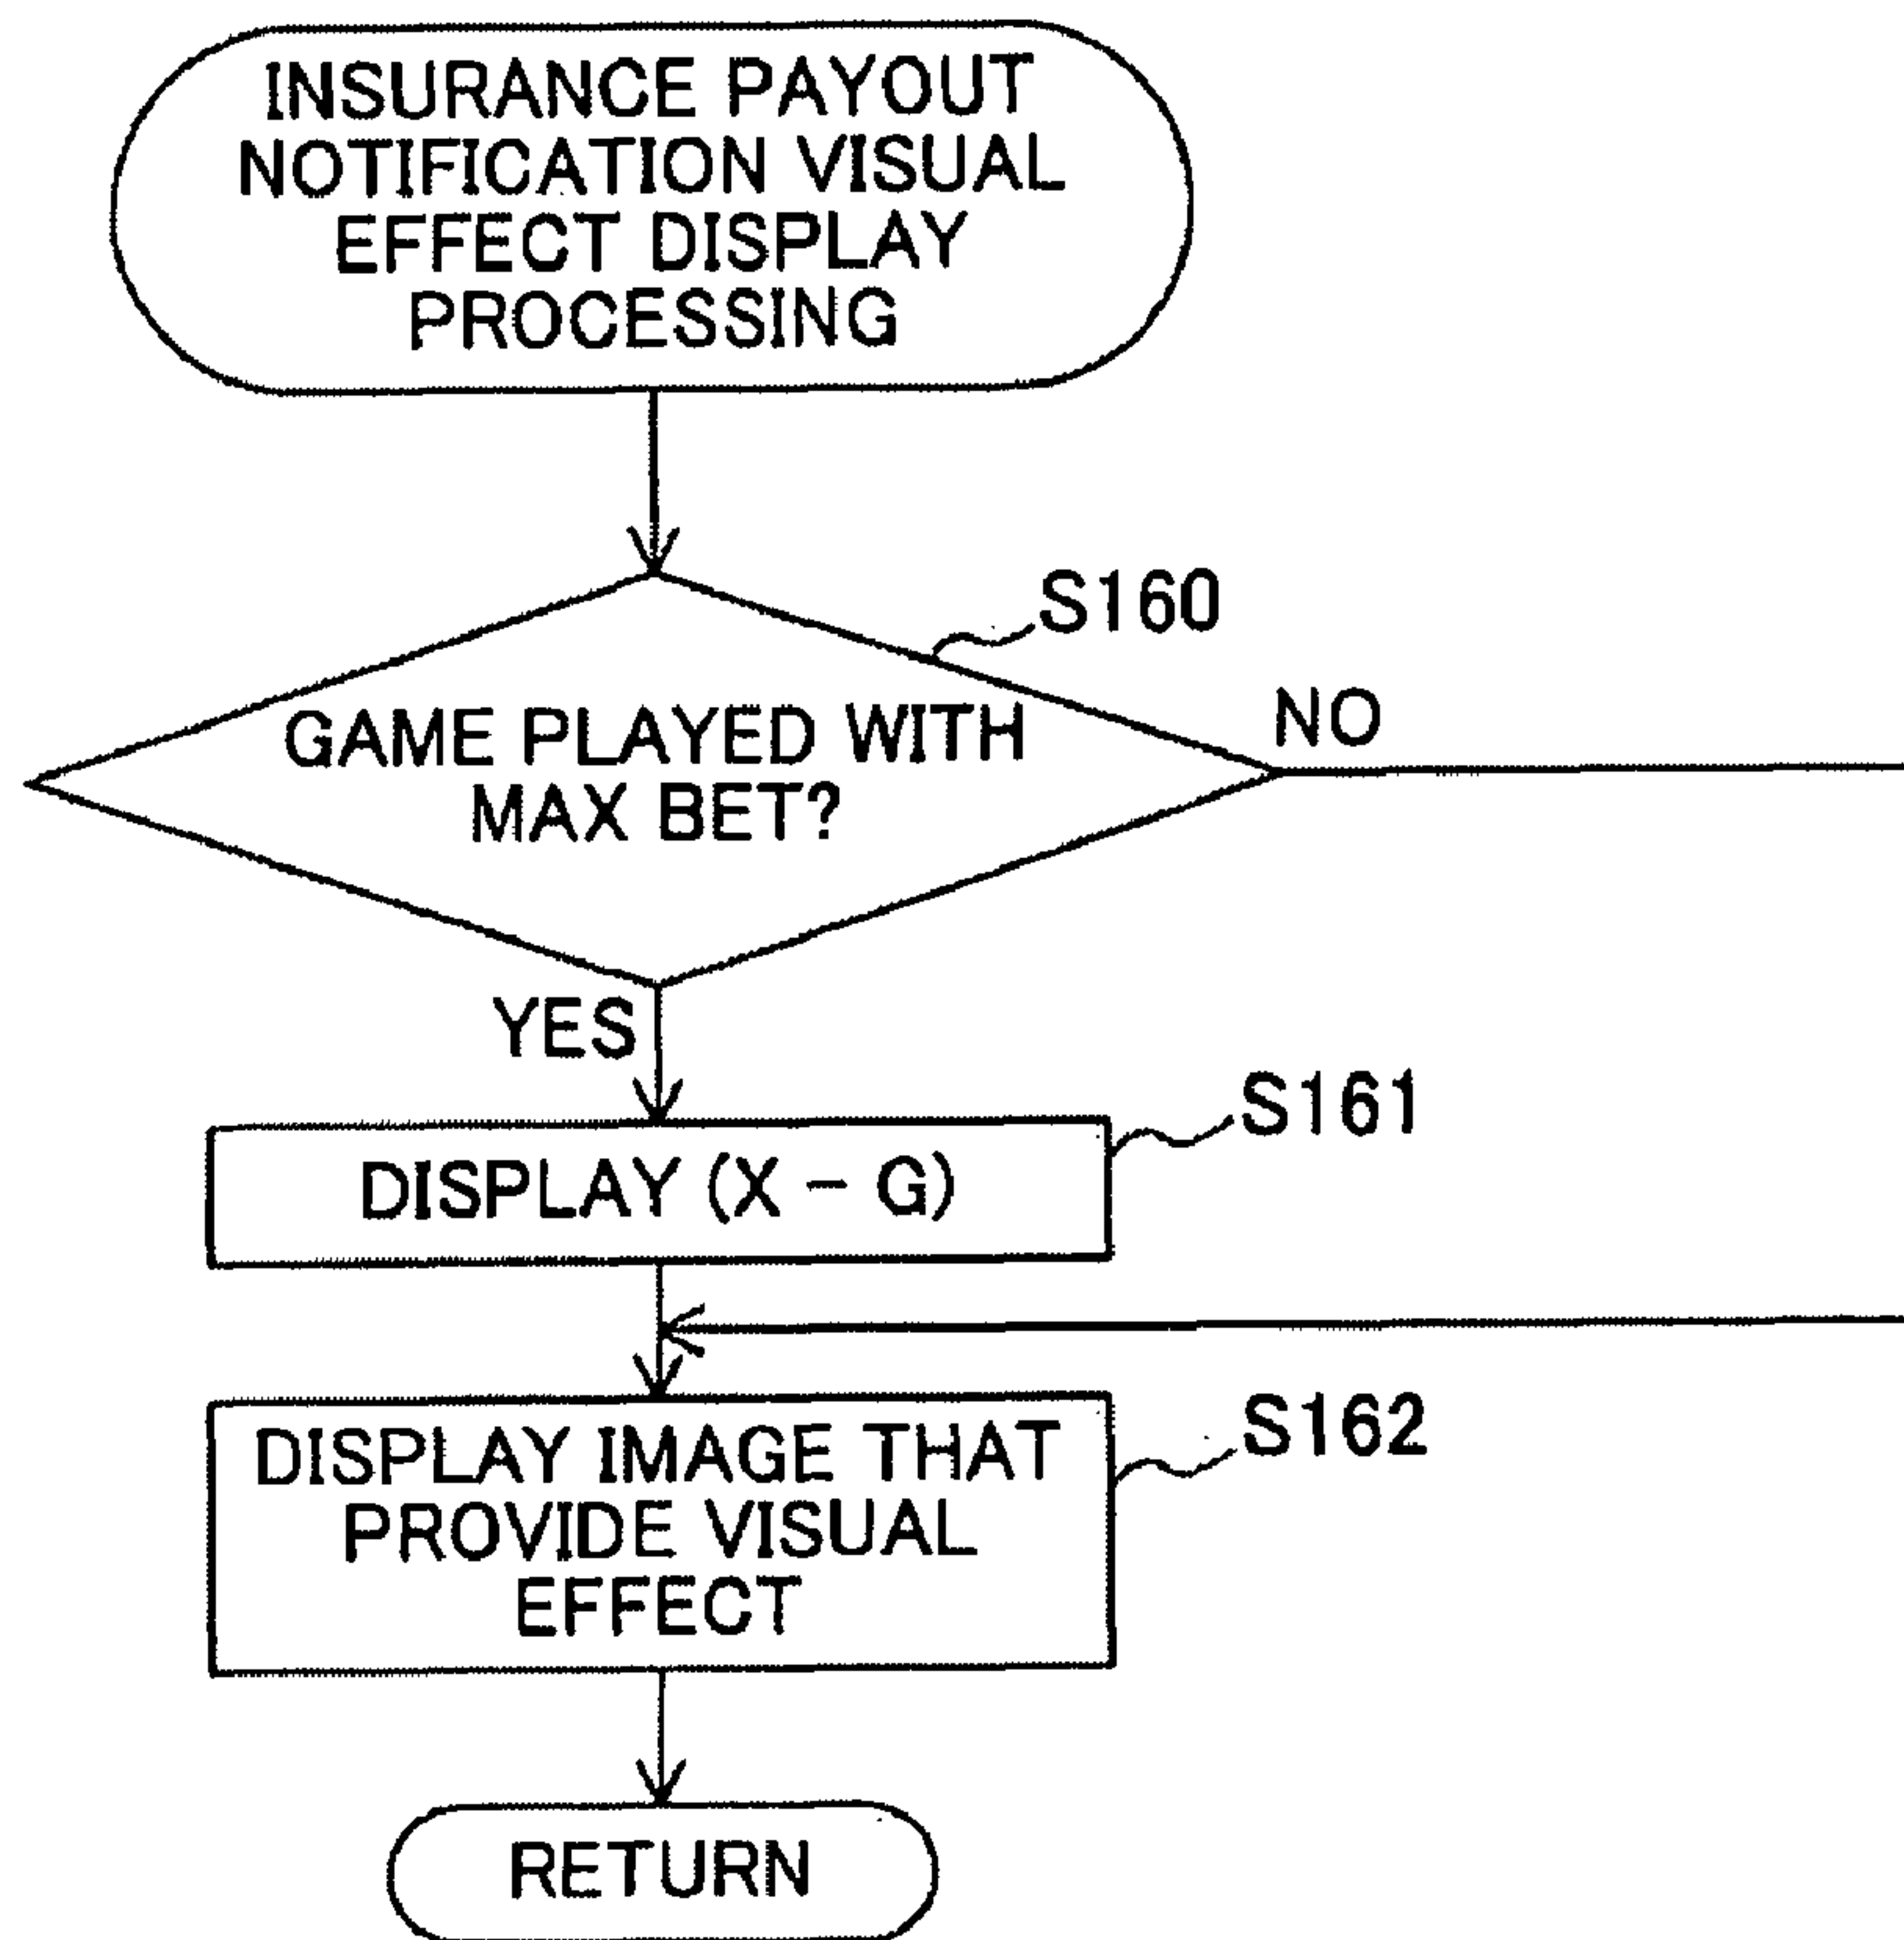 INSURANCE PAYOUT
NOTIFICATION VISUAL
EFFECT DISPLAY
PROCESSING
S160
GAME PLAYED WITH
MAX BET?
NO
YES
S161
DISPLAY (X − G)
S162
DISPLAY IMAGE THAT
PROVIDE VISUAL
EFFECT
RETURN